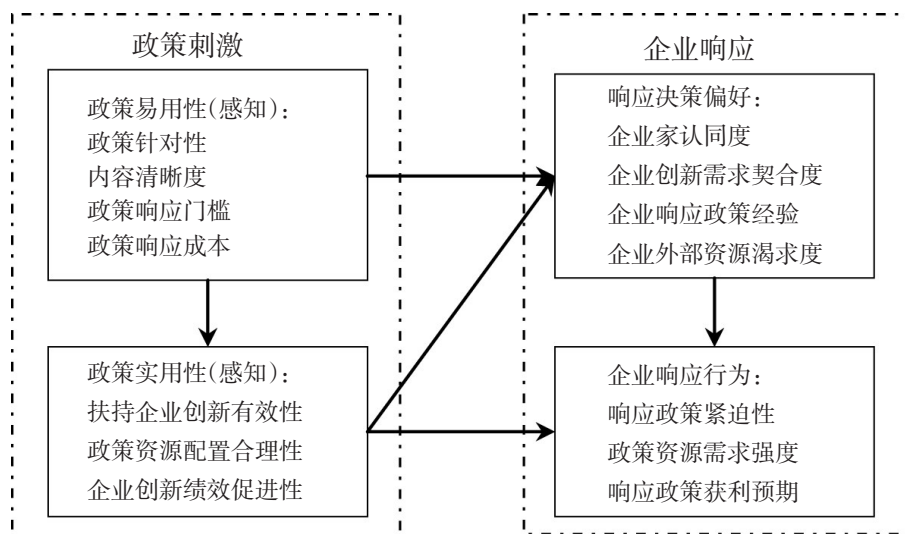 政策刺激
政策易用性(感知)：
政策针对性
内容清晰度
政策响应门槛
政策响应成本
政策实用性(感知)：
扶持企业创新有效性
政策资源配置合理性
企业创新绩效促进性
企业响应
响应决策偏好：
企业家认同度
企业创新需求契合度
企业响应政策经验
企业外部资源渴求度
企业响应行为：
响应政策紧迫性
政策资源需求强度
响应政策获利预期